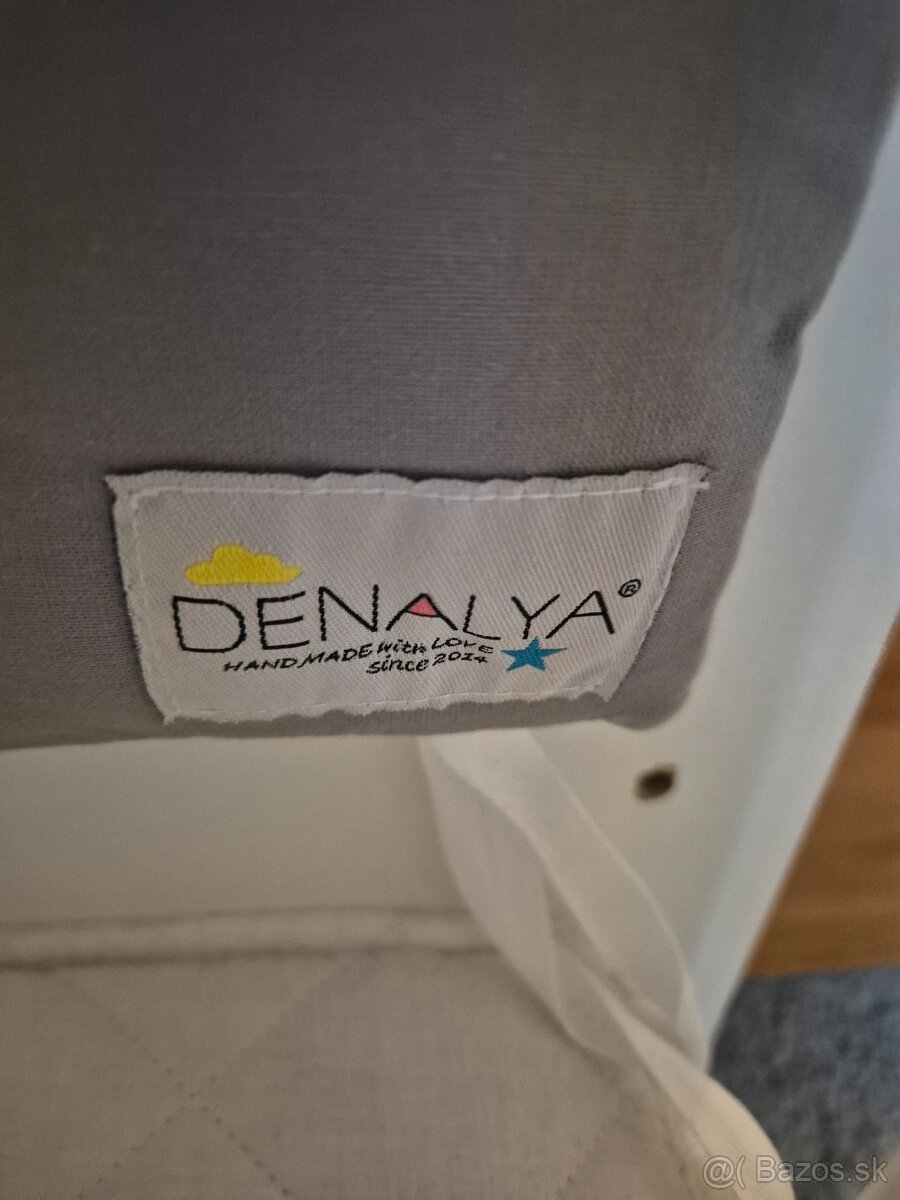 DENALYA®
HANDMADE with LOVE
since 2014
@( Bazos.sk